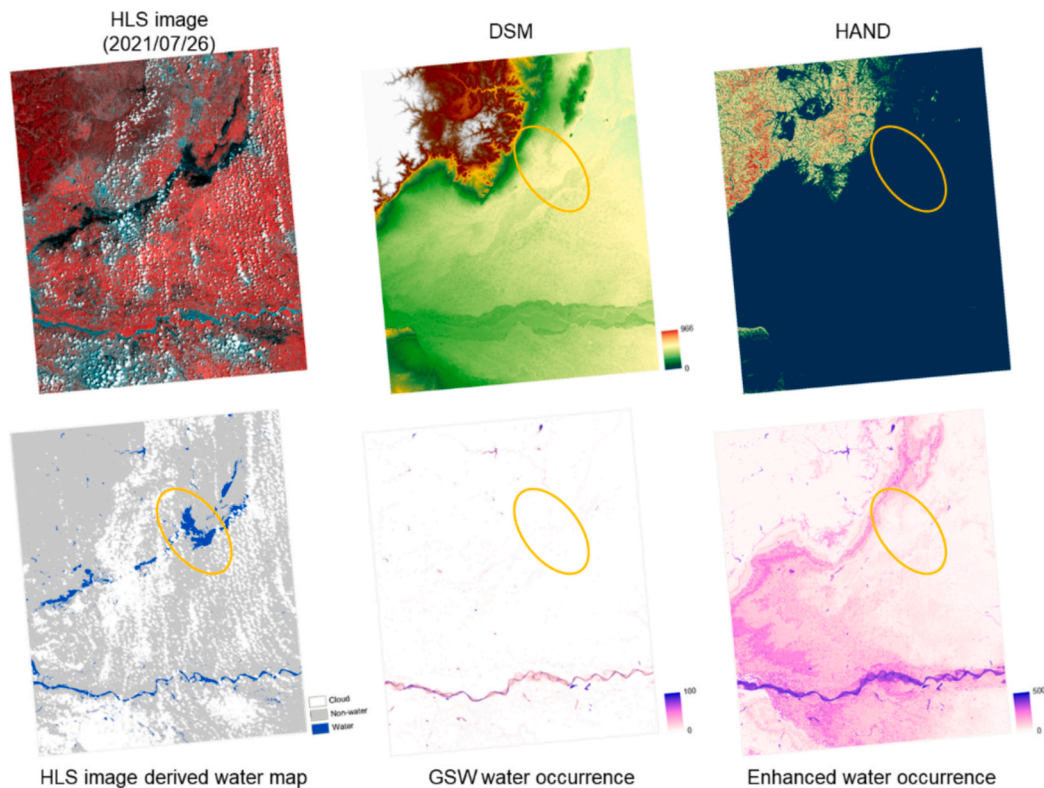 HLS image
(2021/07/26)
DSM
HAND
966
0
Cloud
Non-water
Water
100
0
500
0
HLS image derived water map
GSW water occurrence
Enhanced water occurrence